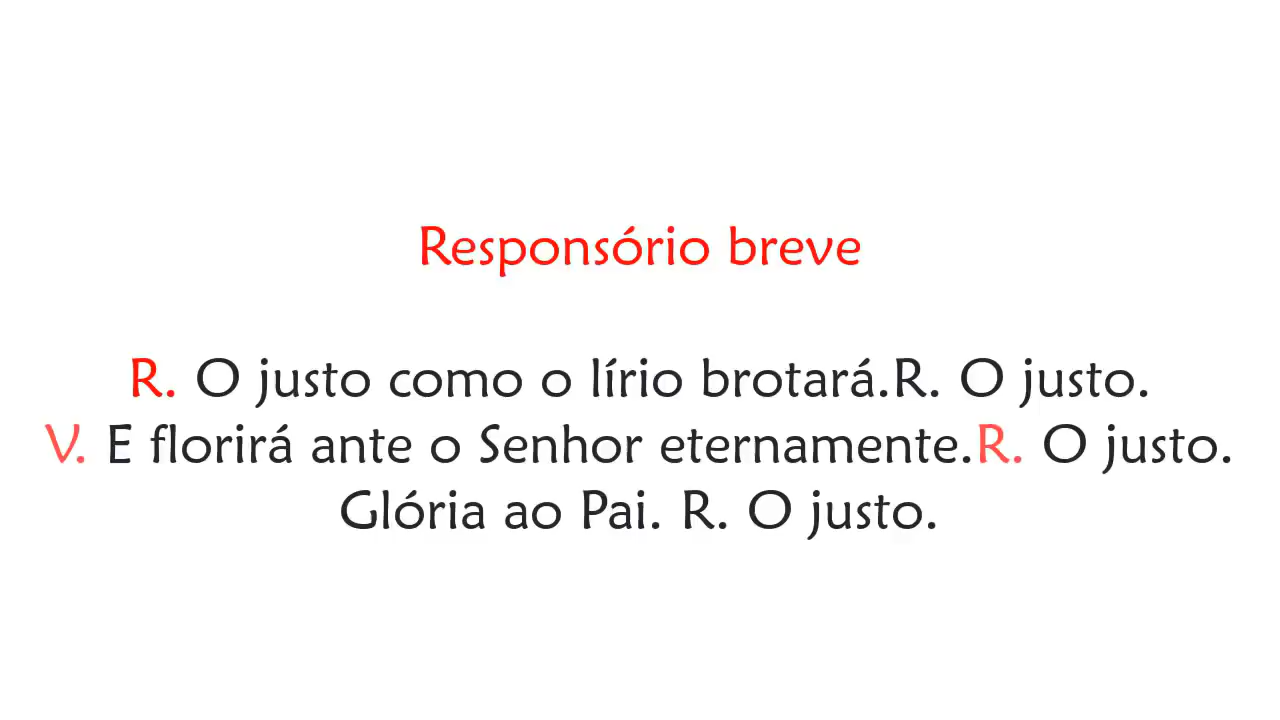 Responsório breve
R. O justo como o lírio brotará.R. O justo.
V. E florirá ante o Senhor eternamente.R. O justo.
Glória ao Pai. R. O justo.